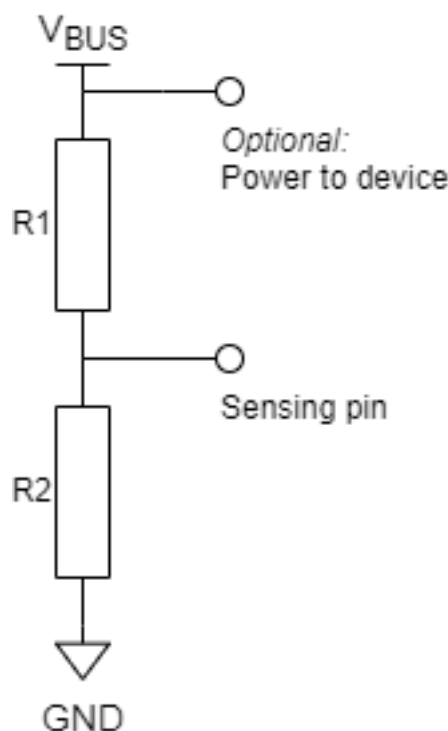 VBUS
Optional:
Power to device
R1
Sensing pin
R2
GND